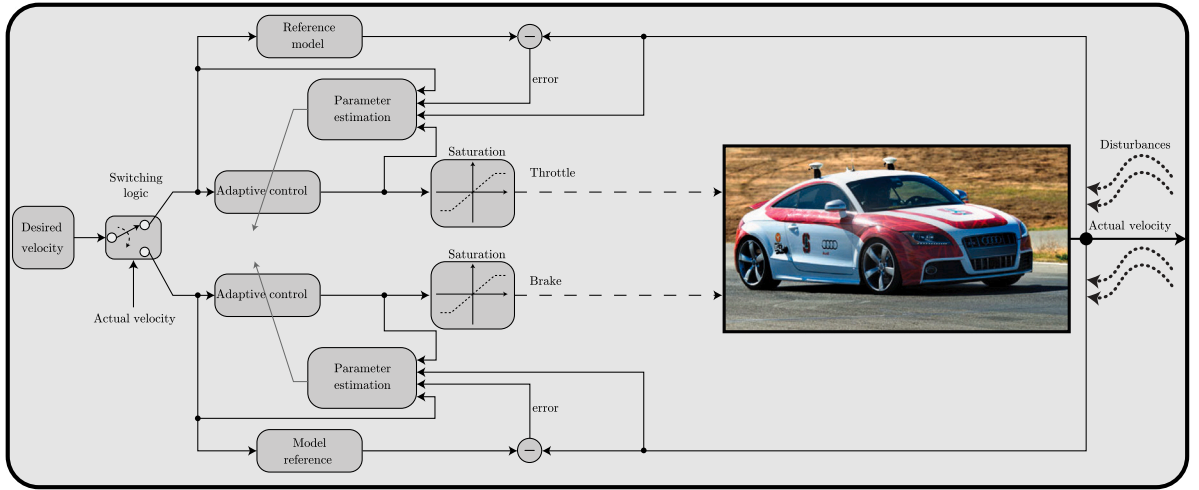 Reference
model
−
error
Parameter
estimation
Saturation
Throttle
Switching
logic
Adaptive control
Desired
velocity
Disturbances
Actual velocity
S
Saturation
Brake
Adaptive control
Actual velocity
Parameter
estimation
error
Model
reference
−